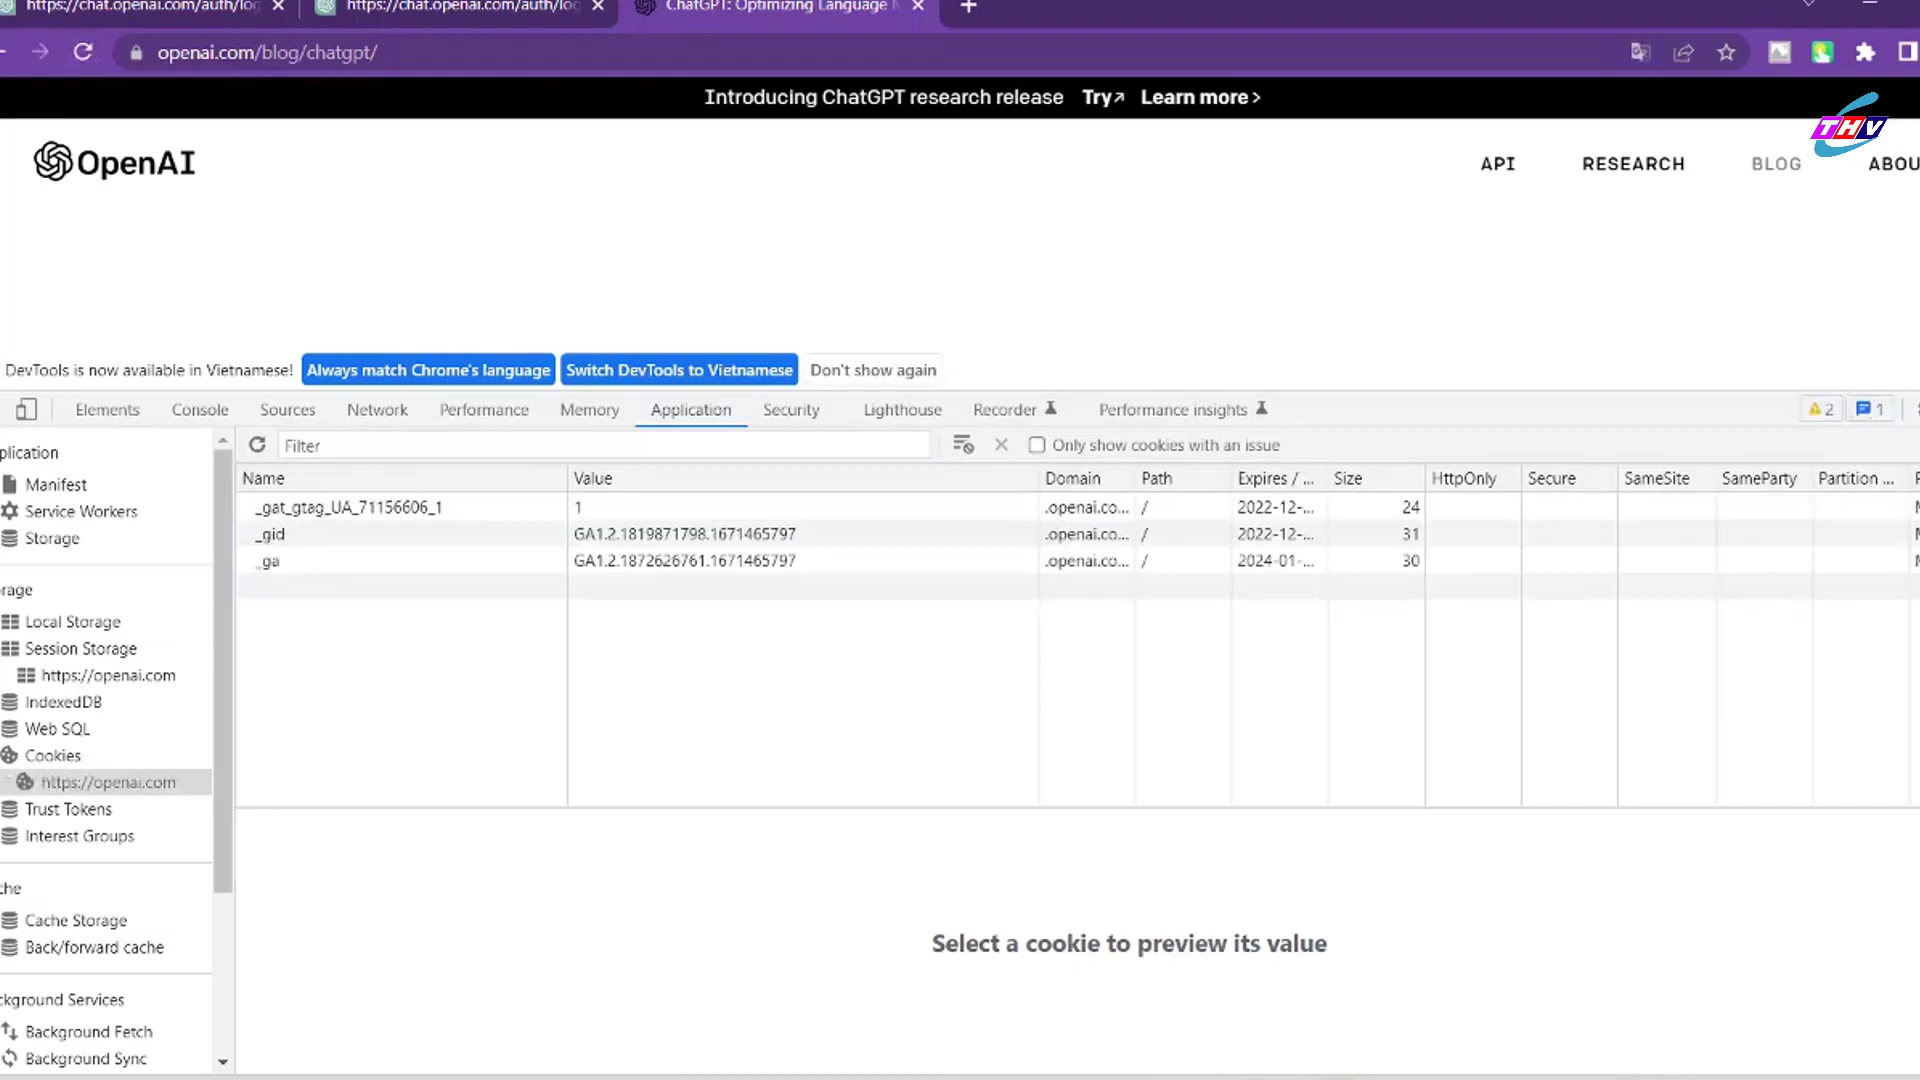 https://chat.openai.com/auth/log
https://chat.openai.com/auth/log
ChatGPT: Optimizing Language
openai.com/blog/chatgpt/
Introducing ChatGPT research release Try↗ Learn more >
THV
OpenAI
API RESEARCH BLOG ABOU
DevTools is now available in Vietnamese! Always match Chrome's language Switch DevTools to Vietnamese Don't show again
Elements Console Sources Network Performance Memory Application Security Lighthouse Recorder Performance insights 2 1
plication
Manifest
Service Workers
Storage
rage
Local Storage
Session Storage
https://openai.com
IndexedDB
Web SQL
Cookies
https://openai.com
Trust Tokens
Interest Groups
che
Cache Storage
Back/forward cache
ckground Services
Background Fetch
Background Sync
Filter Only show cookies with an issue
Name Value Domain Path Expires / ... Size HttpOnly Secure SameSite SameParty Partition ...
_gat_gtag_UA_71156606_1 1 .openai.co... / 2022-12-... 24
_gid GA1.2.1819871798.1671465797 .openai.co... / 2022-12-... 31
_ga GA1.2.1872626761.1671465797 .openai.co... / 2024-01-... 30
Select a cookie to preview its value